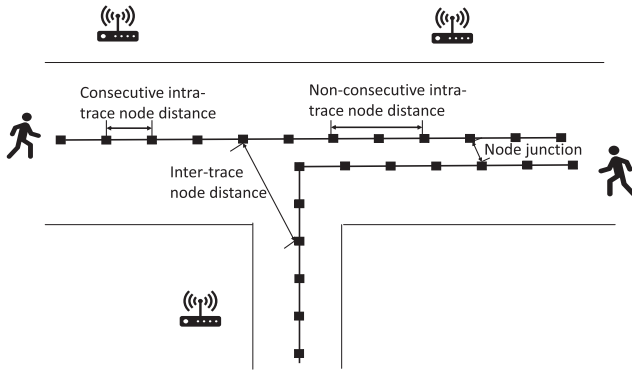 Consecutive intra-
trace node distance
Non-consecutive intra-
trace node distance
Inter-trace
node distance
Node junction